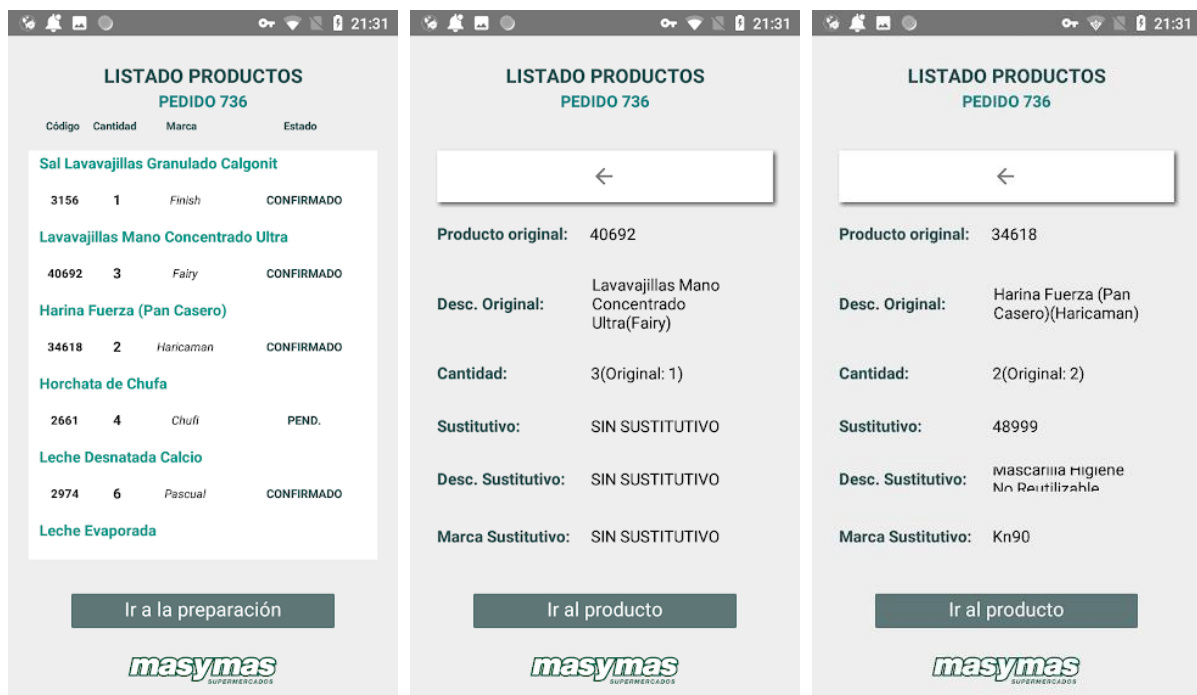 21:31
LISTADO PRODUCTOS
PEDIDO 736
Código Cantidad Marca Estado
Sal Lavavajillas Granulado Calgonit
3156 1 Finish CONFIRMADO
Lavavajillas Mano Concentrado Ultra
40692 3 Fairy CONFIRMADO
Harina Fuerza (Pan Casero)
34618 2 Haricaman CONFIRMADO
Horchata de Chufa
2661 4 Chufi PEND.
Leche Desnatada Calcio
2974 6 Pascual CONFIRMADO
Leche Evaporada
Ir a la preparación
masymas
SUPERMERCADOS
21:31
LISTADO PRODUCTOS
PEDIDO 736
Producto original: 40692
Desc. Original: Lavavajillas Mano
Concentrado
Ultra(Fairy)
Cantidad: 3(Original: 1)
Sustitutivo: SIN SUSTITUTIVO
Desc. Sustitutivo: SIN SUSTITUTIVO
Marca Sustitutivo: SIN SUSTITUTIVO
Ir al producto
masymas
SUPERMERCADOS
21:31
LISTADO PRODUCTOS
PEDIDO 736
Producto original: 34618
Desc. Original: Harina Fuerza (Pan
Casero)(Haricaman)
Cantidad: 2(Original: 2)
Sustitutivo: 48999
Desc. Sustitutivo: Mascarilla Higiene
No Reutilizable
Marca Sustitutivo: Kn90
Ir al producto
masymas
SUPERMERCADOS